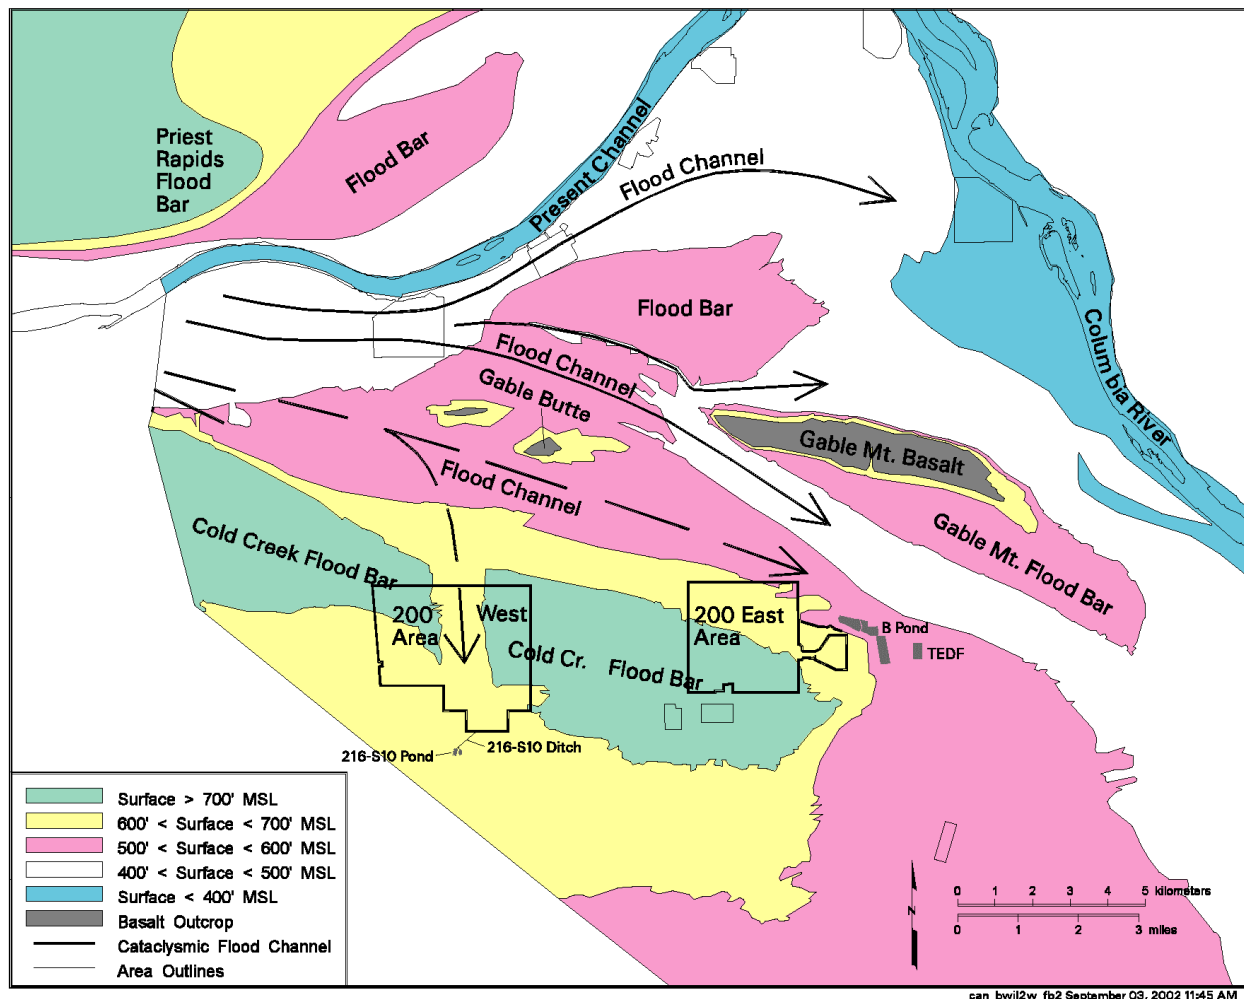 Priest
Rapids
Flood
Bar
Flood Bar
Present Channel
Flood Channel
Flood Bar
Flood Channel
Gable Butte
Columbia River
Gable Mt. Basalt
Flood Channel
Gable Mt. Flood Bar
Cold Creek Flood Bar
200 West
Area
200 East
Area
B Pond
TEDF
Cold Cr. Flood Bar
216-S10 Pond
216-S10 Ditch
Surface > 700' MSL
600' < Surface < 700' MSL
500' < Surface < 600' MSL
400' < Surface < 500' MSL
Surface < 400' MSL
Basalt Outcrop
Cataclysmic Flood Channel
Area Outlines
N
0 1 2 3 4 5 kilometers
0 1 2 3 miles
can_bwil2w_fb2 September 03, 2002 11:45 AM